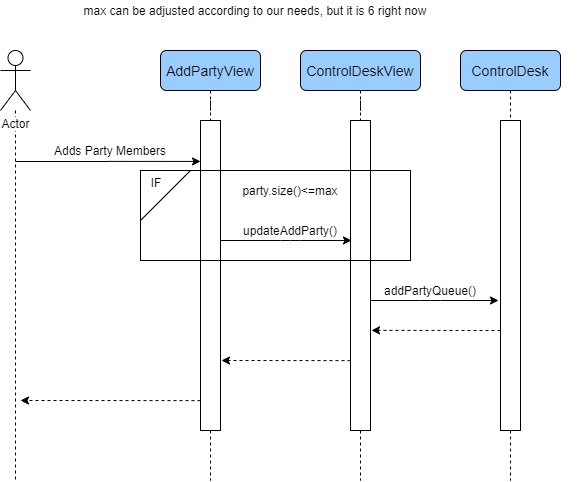 max can be adjusted according to our needs, but it is 6 right now
AddPartyView
ControlDeskView
ControlDesk
Actor
Adds Party Members
IF
party.size()<=max
updateAddParty()
addPartyQueue()